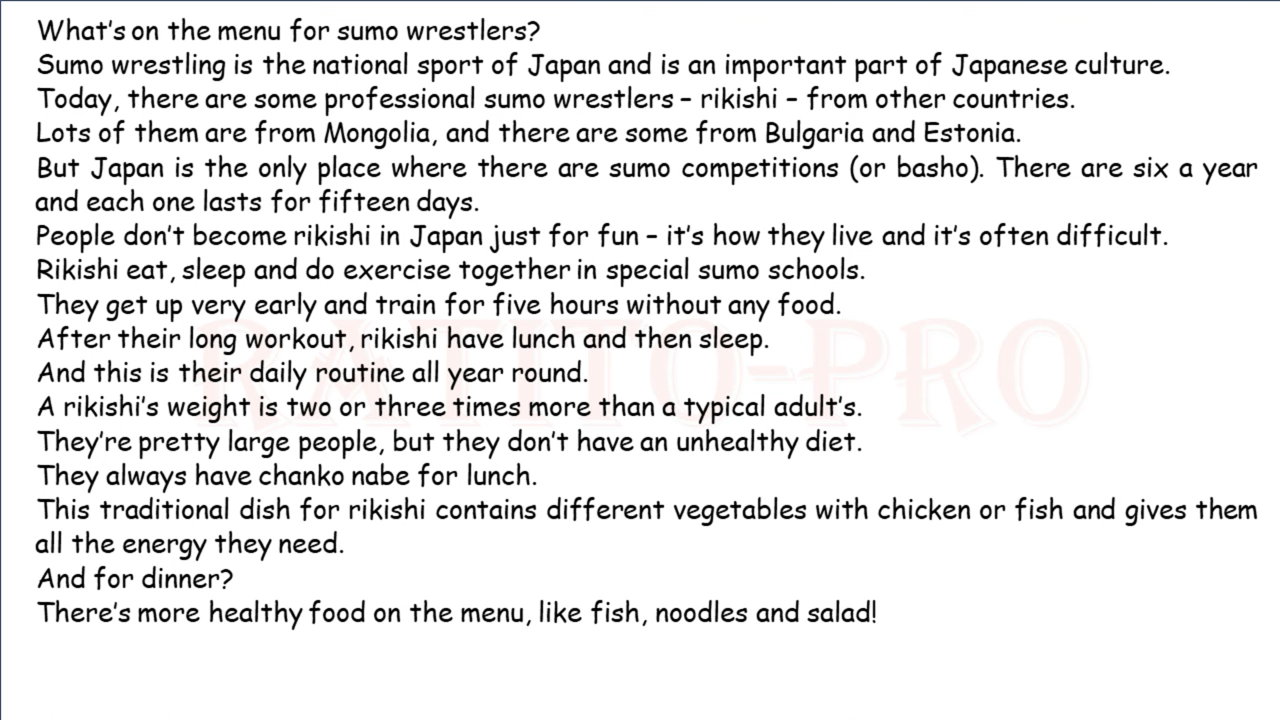 What's on the menu for sumo wrestlers?
Sumo wrestling is the national sport of Japan and is an important part of Japanese culture.
Today, there are some professional sumo wrestlers – rikishi – from other countries.
Lots of them are from Mongolia, and there are some from Bulgaria and Estonia.
But Japan is the only place where there are sumo competitions (or basho). There are six a year
and each one lasts for fifteen days.
People don't become rikishi in Japan just for fun – it's how they live and it's often difficult.
Rikishi eat, sleep and do exercise together in special sumo schools.
They get up very early and train for five hours without any food.
After their long workout, rikishi have lunch and then sleep.
RATITO-PRO
And this is their daily routine all year round.
A rikishi's weight is two or three times more than a typical adult's.
They're pretty large people, but they don't have an unhealthy diet.
They always have chanko nabe for lunch.
This traditional dish for rikishi contains different vegetables with chicken or fish and gives them
all the energy they need.
And for dinner?
There's more healthy food on the menu, like fish, noodles and salad!